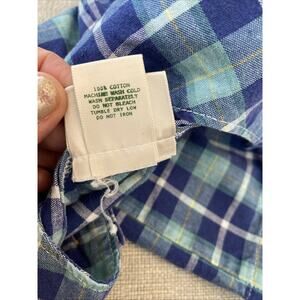 100% COTTON
MACHINE WASH COLD
WASH SEPARATELY
DO NOT BLEACH
TUMBLE DRY LOW
DO NOT IRON